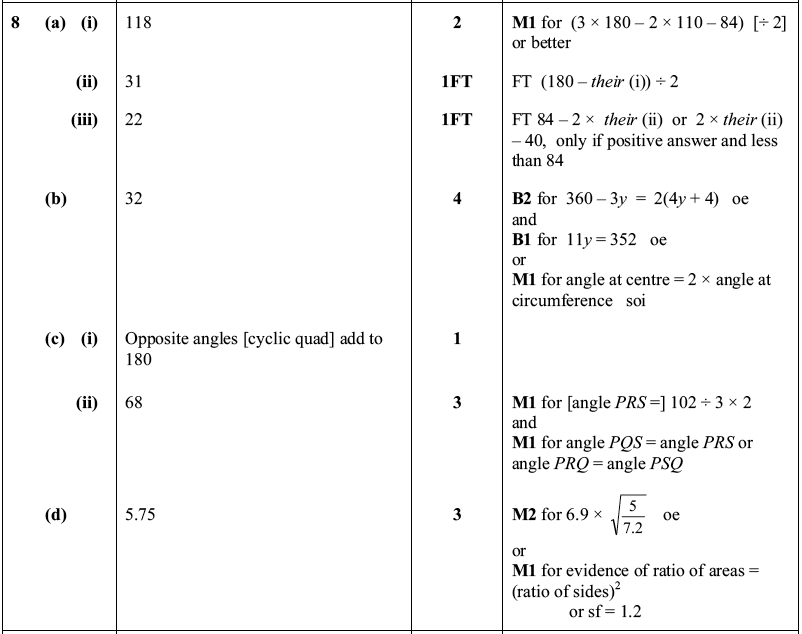 8 (a) (i) 118 2 M1 for (3 × 180 – 2 × 110 – 84) [÷ 2]
or better
(ii) 31 1FT FT (180 – their (i)) ÷ 2
(iii) 22 1FT FT 84 – 2 × their (ii) or 2 × their (ii)
– 40, only if positive answer and less
than 84
(b) 32 4 B2 for 360 – 3y = 2(4y + 4) oe
and
B1 for 11y = 352 oe
or
M1 for angle at centre = 2 × angle at
circumference soi
(c) (i) Opposite angles [cyclic quad] add to 1
180
(ii) 68 3 M1 for [angle PRS =] 102 ÷ 3 × 2
and
M1 for angle PQS = angle PRS or
angle PRQ = angle PSQ
(d) 5.75 3 M2 for 6.9 × √(5/7.2) oe
or
M1 for evidence of ratio of areas =
(ratio of sides)²
or sf = 1.2